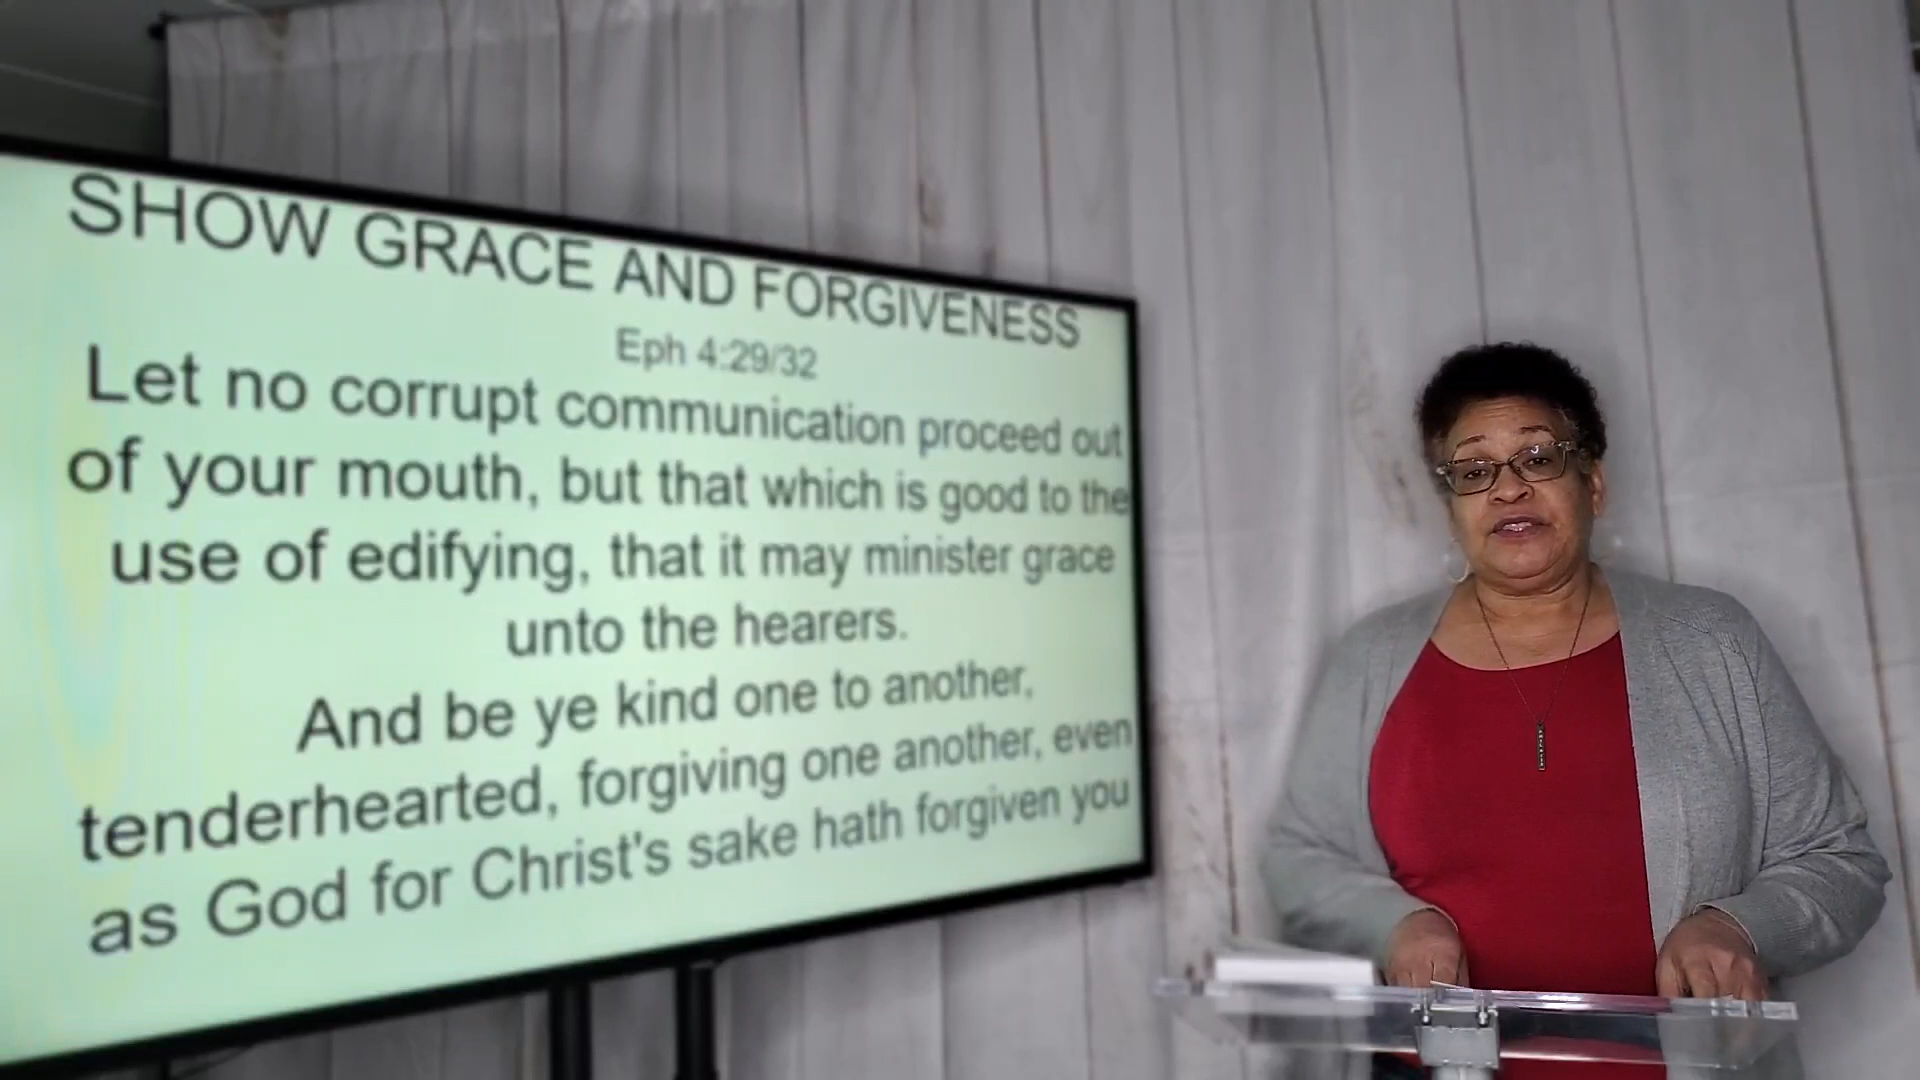 SHOW GRACE AND FORGIVENESS
Eph 4:29/32
Let no corrupt communication proceed out
of your mouth, but that which is good to the
use of edifying, that it may minister grace
unto the hearers.
And be ye kind one to another,
tenderhearted, forgiving one another, even
as God for Christ's sake hath forgiven you